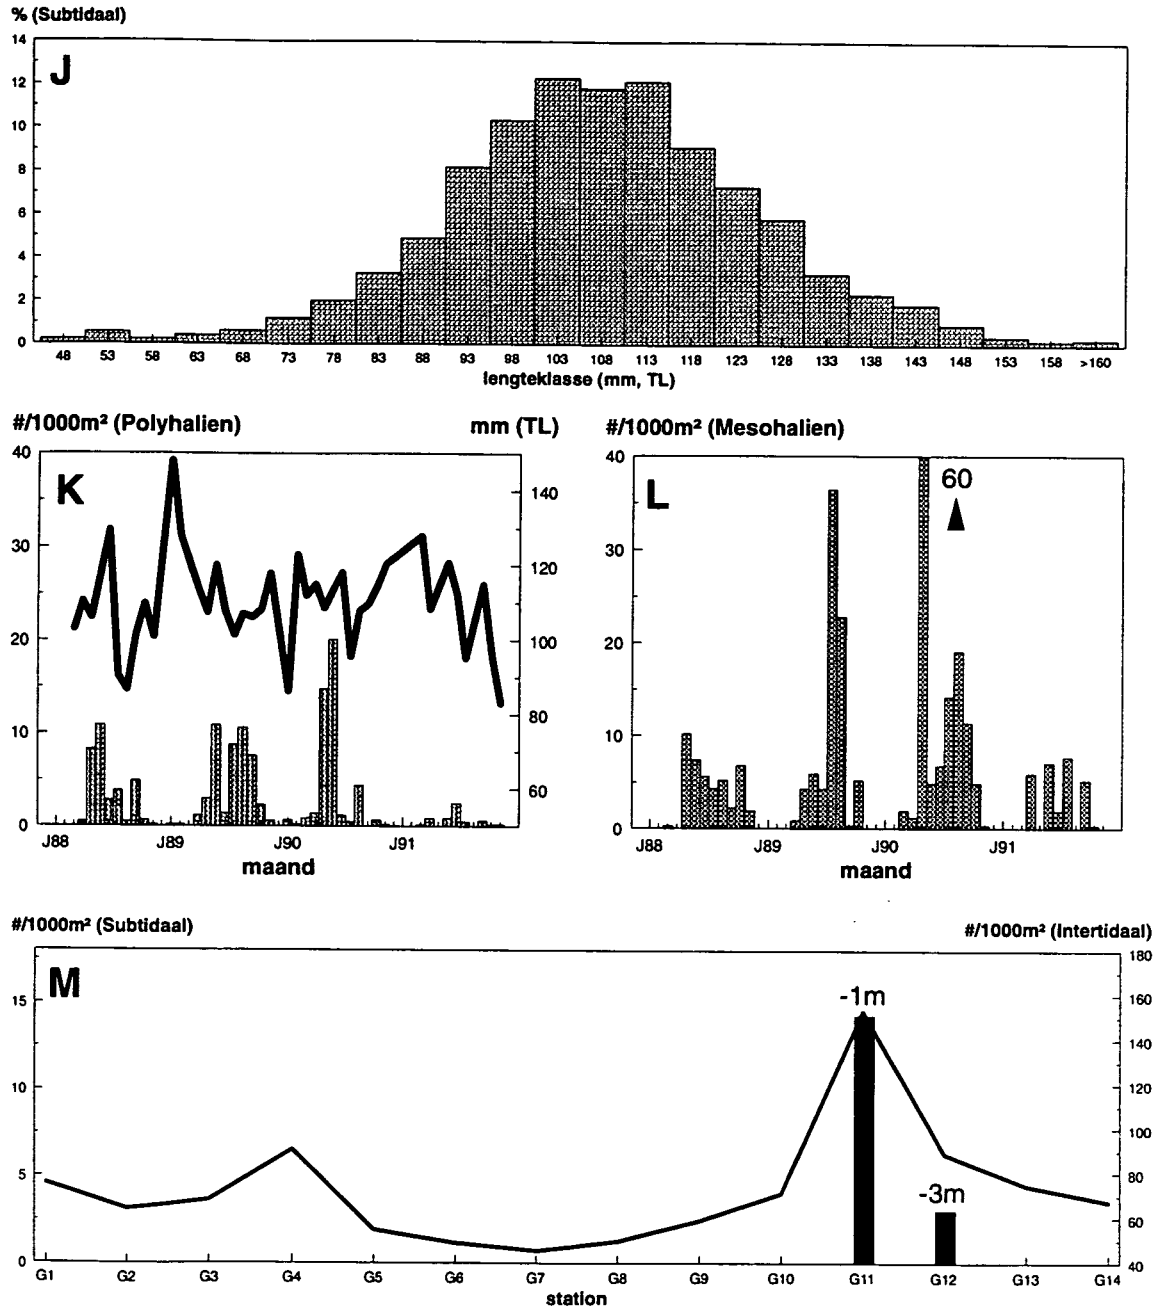 % (Subtidaal)
14
J
12
10
8
6
4
2
0
48 53 58 63 68 73 78 83 88 93 98 103 108 113 118 123 128 133 138 143 148 153 158 >160
lengteklasse (mm, TL)
#/1000m² (Polyhalien) mm (TL)
40
K
140
30
120
20
100
10
80
60
0
J88 J89 J90 J91
maand
#/1000m² (Mesohalien)
40
L
60
30
20
10
0
J88 J89 J90 J91
maand
#/1000m² (Subtidaal) #/1000m² (Intertidaal)
M
180
15
-1m
160
140
10
120
100
5
80
-3m
60
0
40
G1 G2 G3 G4 G5 G6 G7 G8 G9 G10 G11 G12 G13 G14
station